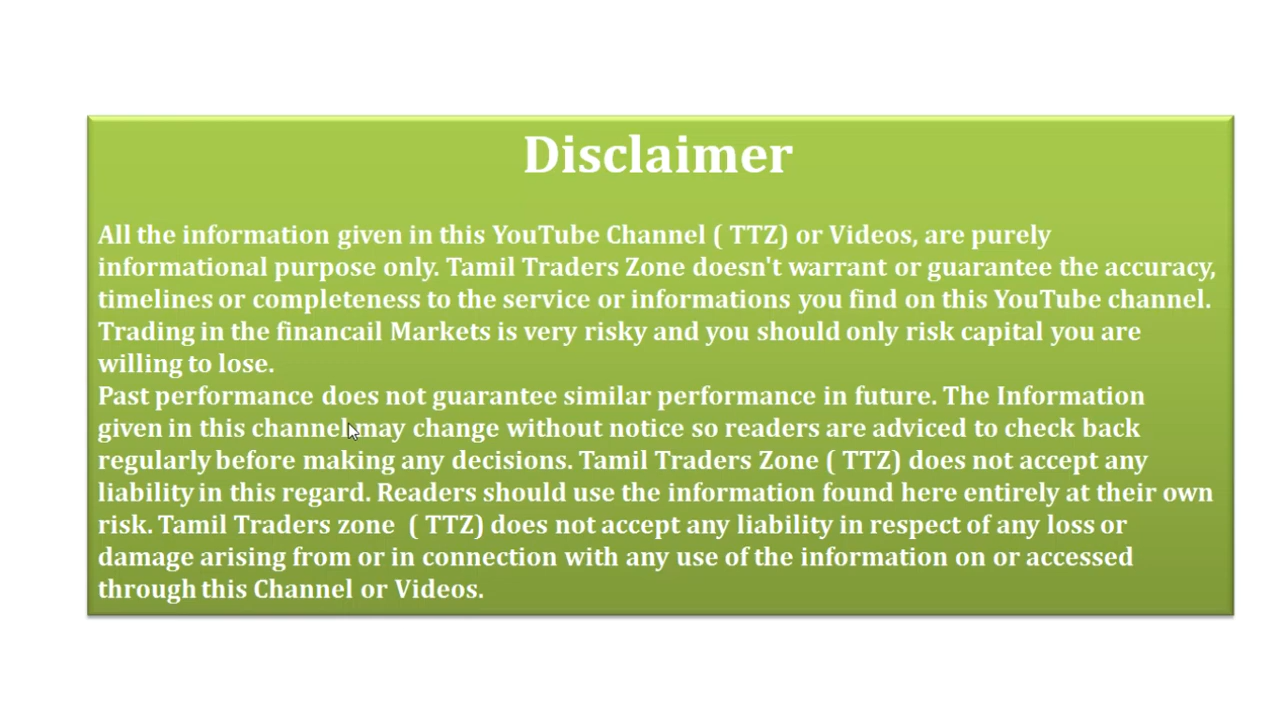 Disclaimer
All the information given in this YouTube Channel ( TTZ) or Videos, are purely
informational purpose only. Tamil Traders Zone doesn't warrant or guarantee the accuracy,
timelines or completeness to the service or informations you find on this YouTube channel.
Trading in the financail Markets is very risky and you should only risk capital you are
willing to lose.
Past performance does not guarantee similar performance in future. The Information
given in this channel may change without notice so readers are adviced to check back
regularly before making any decisions. Tamil Traders Zone ( TTZ) does not accept any
liability in this regard. Readers should use the information found here entirely at their own
risk. Tamil Traders zone  ( TTZ) does not accept any liability in respect of any loss or
damage arising from or in connection with any use of the information on or accessed
through this Channel or Videos.